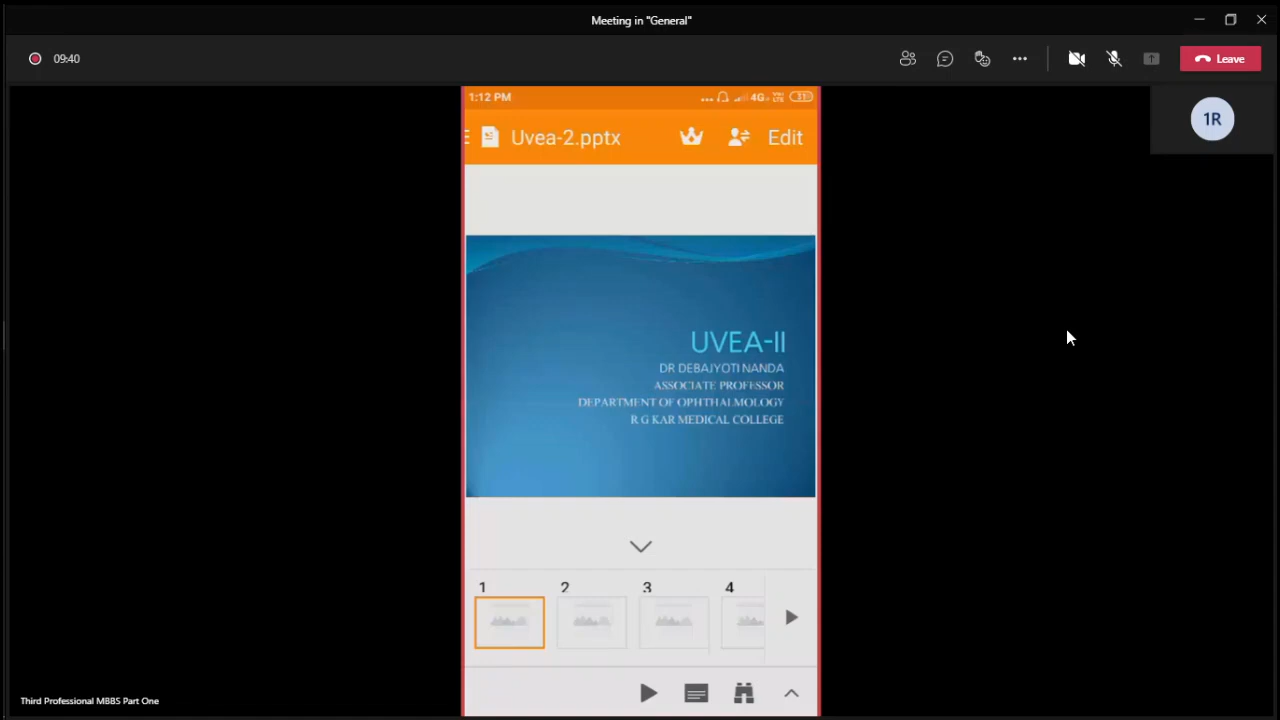 Meeting in "General"
09:40
Leave
1R
1:12 PM
4G+
31
Uvea-2.pptx
Edit
UVEA-II
DR DEBAJYOTI NANDA
ASSOCIATE PROFESSOR
DEPARTMENT OF OPHTHALMOLOGY
R G KAR MEDICAL COLLEGE
1 2 3 4
Third Professional MBBS Part One